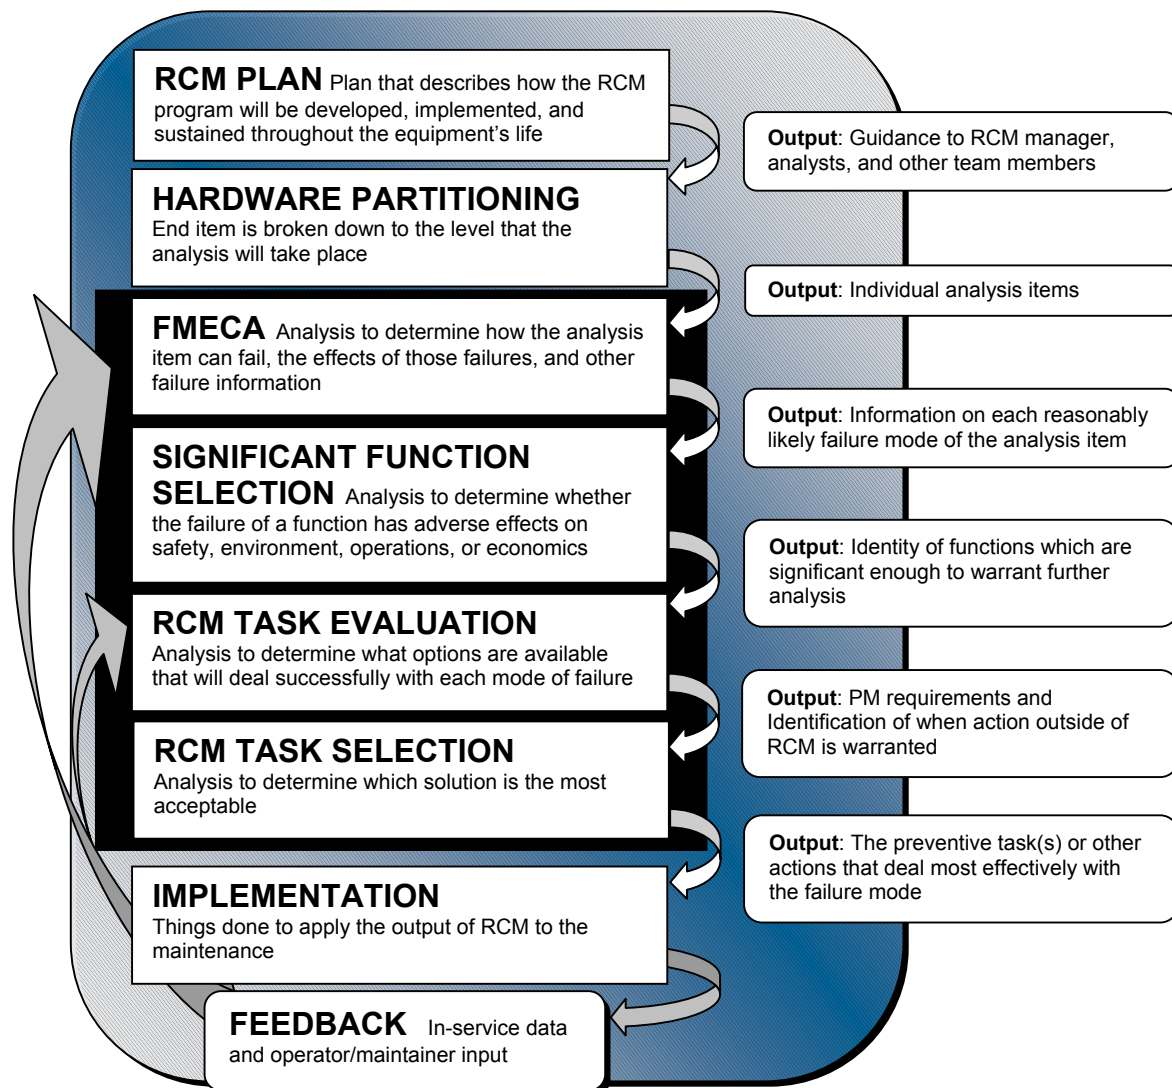 RCM PLAN Plan that describes how the RCM
program will be developed, implemented, and
sustained throughout the equipment's life
Output: Guidance to RCM manager,
analysts, and other team members
HARDWARE PARTITIONING
End item is broken down to the level that the
analysis will take place
Output: Individual analysis items
FMECA Analysis to determine how the analysis
item can fail, the effects of those failures, and other
failure information
Output: Information on each reasonably
likely failure mode of the analysis item
SIGNIFICANT FUNCTION
SELECTION Analysis to determine whether
the failure of a function has adverse effects on
safety, environment, operations, or economics
Output: Identity of functions which are
significant enough to warrant further
analysis
RCM TASK EVALUATION
Analysis to determine what options are available
that will deal successfully with each mode of failure
Output: PM requirements and
Identification of when action outside of
RCM is warranted
RCM TASK SELECTION
Analysis to determine which solution is the most
acceptable
Output: The preventive task(s) or other
actions that deal most effectively with
the failure mode
IMPLEMENTATION
Things done to apply the output of RCM to the
maintenance
FEEDBACK In-service data
and operator/maintainer input